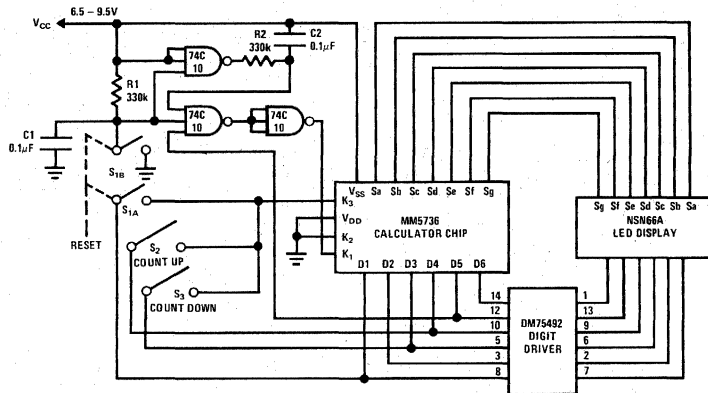 6.5 – 9.5V
VCC
R2
330k
C2
0.1μF
74C
10
R1
330k
74C
10
74C
10
C1
0.1μF
S1B
S1A
RESET
S2
COUNT UP
S3
COUNT DOWN
VSS Sa Sb Sc Sd Se Sf Sg
K3
VDD
K2
K1
MM5736
CALCULATOR CHIP
D1 D2 D3 D4 D5 D6
Sg Sf Se Sd Sc Sb Sa
NSN66A
LED DISPLAY
DM75492
DIGIT
DRIVER
14 1
12 13
10 9
5 6
3 2
8 7